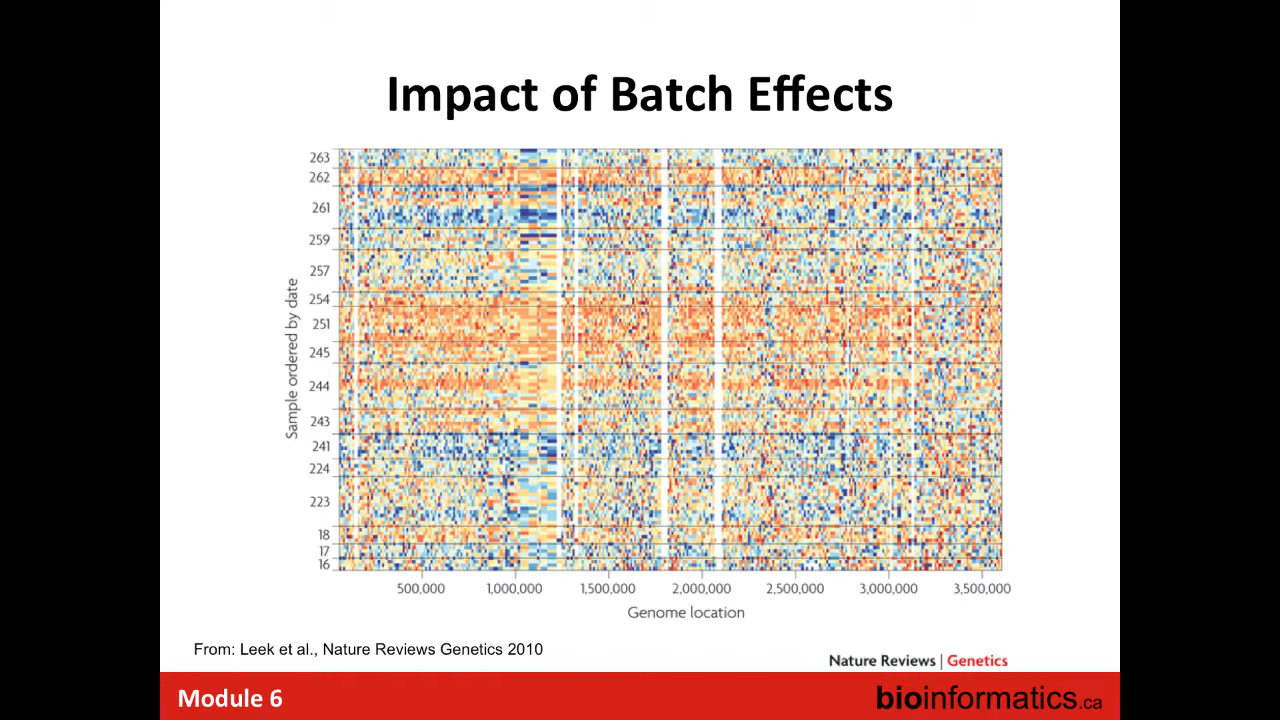 Impact of Batch Effects
263
262
261
259
257
254
251
245
244
243
241
224
223
18
17
16
Sample ordered by date
500,000 1,000,000 1,500,000 2,000,000 2,500,000 3,000,000 3,500,000
Genome location
From: Leek et al., Nature Reviews Genetics 2010
Nature Reviews | Genetics
Module 6
bioinformatics.ca